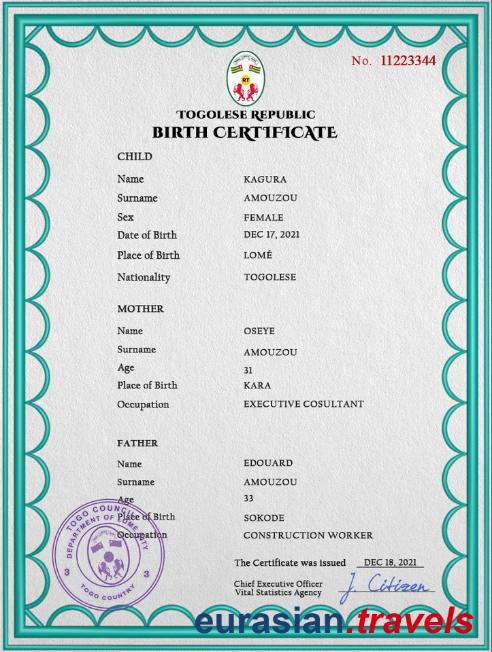 No. 11223344
RT
TOGOLESE REPUBLIC
BIRTH CERTIFICATE
CHILD
Name KAGURA
Surname AMOUZOU
Sex FEMALE
Date of Birth DEC 17, 2021
Place of Birth LOMÉ
Nationality TOGOLESE
MOTHER
Name OSEYE
Surname AMOUZOU
Age 31
Place of Birth KARA
Occupation EXECUTIVE COSULTANT
FATHER
Name EDOUARD
Surname AMOUZOU
Age 33
Place of Birth SOKODE
Occupation CONSTRUCTION WORKER
TOGO COUNCIL
DEPARTMENT OF LOME CITY
3 3
TOGO COUNTRY
The Certificate was issued DEC 18, 2021
Chief Executive Officer J. Citizen
Vital Statistics Agency
eurasian.travels